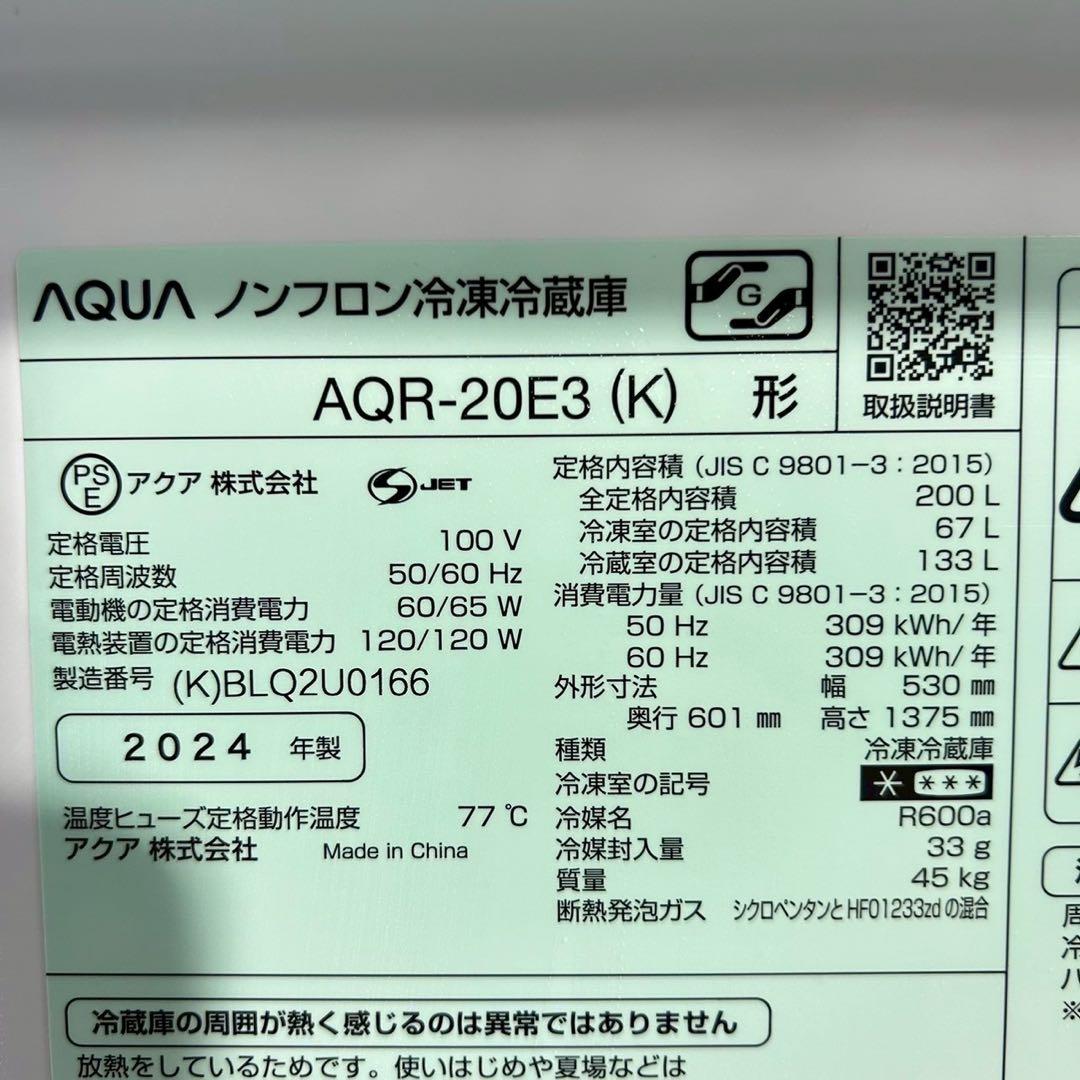 AQUA ノンフロン冷凍冷蔵庫
G
AQR-20E3 (K) 形
取扱説明書
PSE アクア 株式会社 S JET
定格電圧 100 V
定格周波数 50/60 Hz
電動機の定格消費電力 60/65 W
電熱装置の定格消費電力 120/120 W
製造番号 (K)BLQ2U0166
2024 年製
温度ヒューズ定格動作温度 77 ℃
アクア 株式会社 Made in China
定格内容積 (JIS C 9801-3：2015)
全定格内容積 200 L
冷凍室の定格内容積 67 L
冷蔵室の定格内容積 133 L
消費電力量 (JIS C 9801-3：2015)
50 Hz 309 kWh/年
60 Hz 309 kWh/年
外形寸法 幅 530 ㎜
奥行 601 ㎜ 高さ 1375 ㎜
種類 冷凍冷蔵庫
冷凍室の記号 * ***
冷媒名 R600a
冷媒封入量 33 g
質量 45 kg
断熱発泡ガス シクロペンタンとHFO1233zdの混合
冷蔵庫の周囲が熱く感じるのは異常ではありません
放熱をしているためです。使いはじめや夏場などは
周
冷
ハ
※